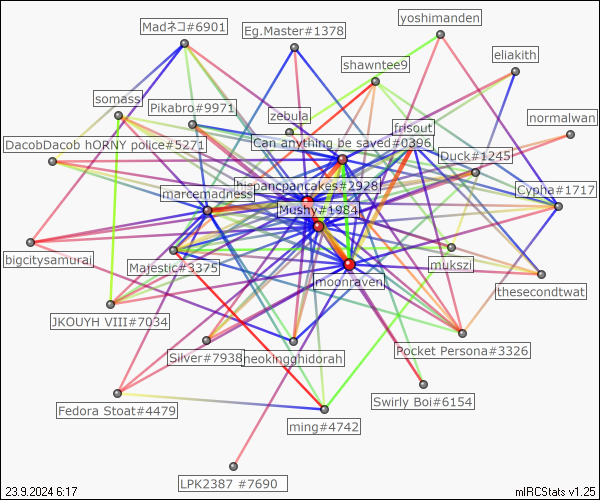 yoshimanden
Madネコ#6901
Eg.Master#1378
shawntee9
eliakith
somass
Pikabro#9971
zebula
normalwan
frisout
DacobDacob hORNY police#5271
Can anything be saved#0396
Duck#1245
hispancpancakes#2928
Cypha#1717
marcemadness
Mushy#1984
bigcitysamurai
Majestic#3375
mukszi
moonraven
thesecondtwat
JKOUYH VIII#7034
Silver#7938
neokingghidorah
Pocket Persona#3326
Swirly Boi#6154
Fedora Stoat#4479
ming#4742
LPK2387 #7690
23.9.2024 6:17
mIRCStats v1.25